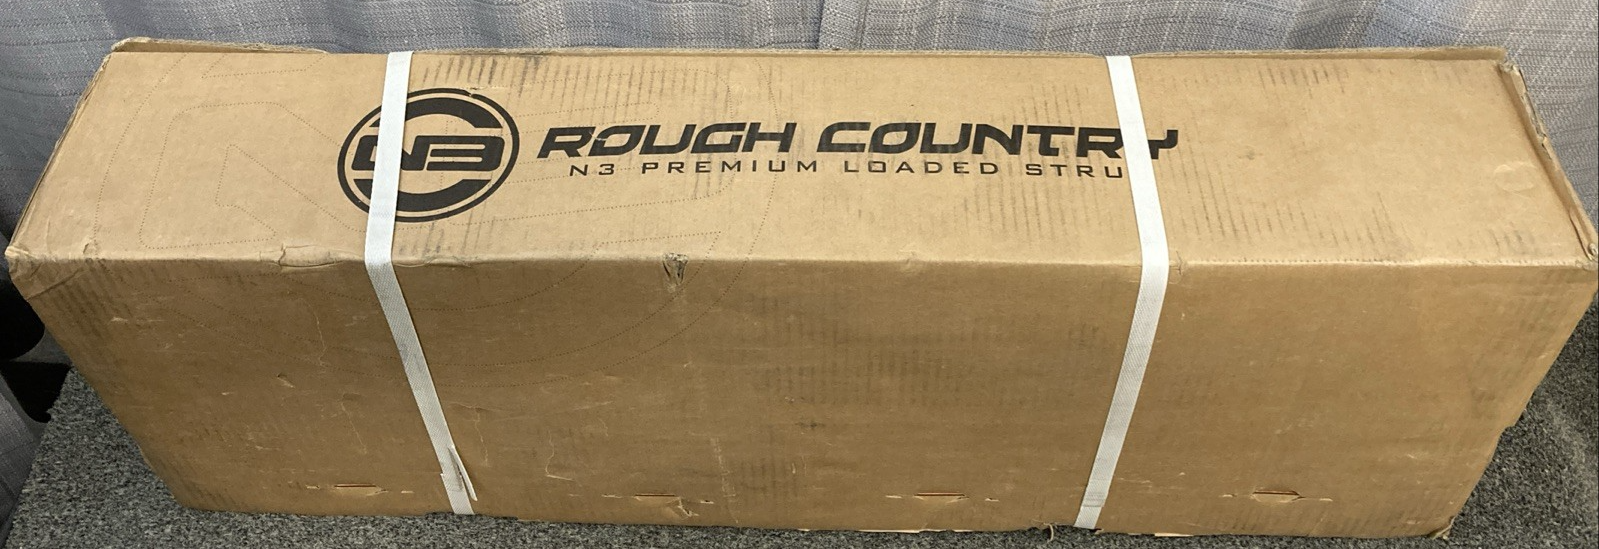 N3
ROUGH COUNTRY
N3 PREMIUM LOADED STRU